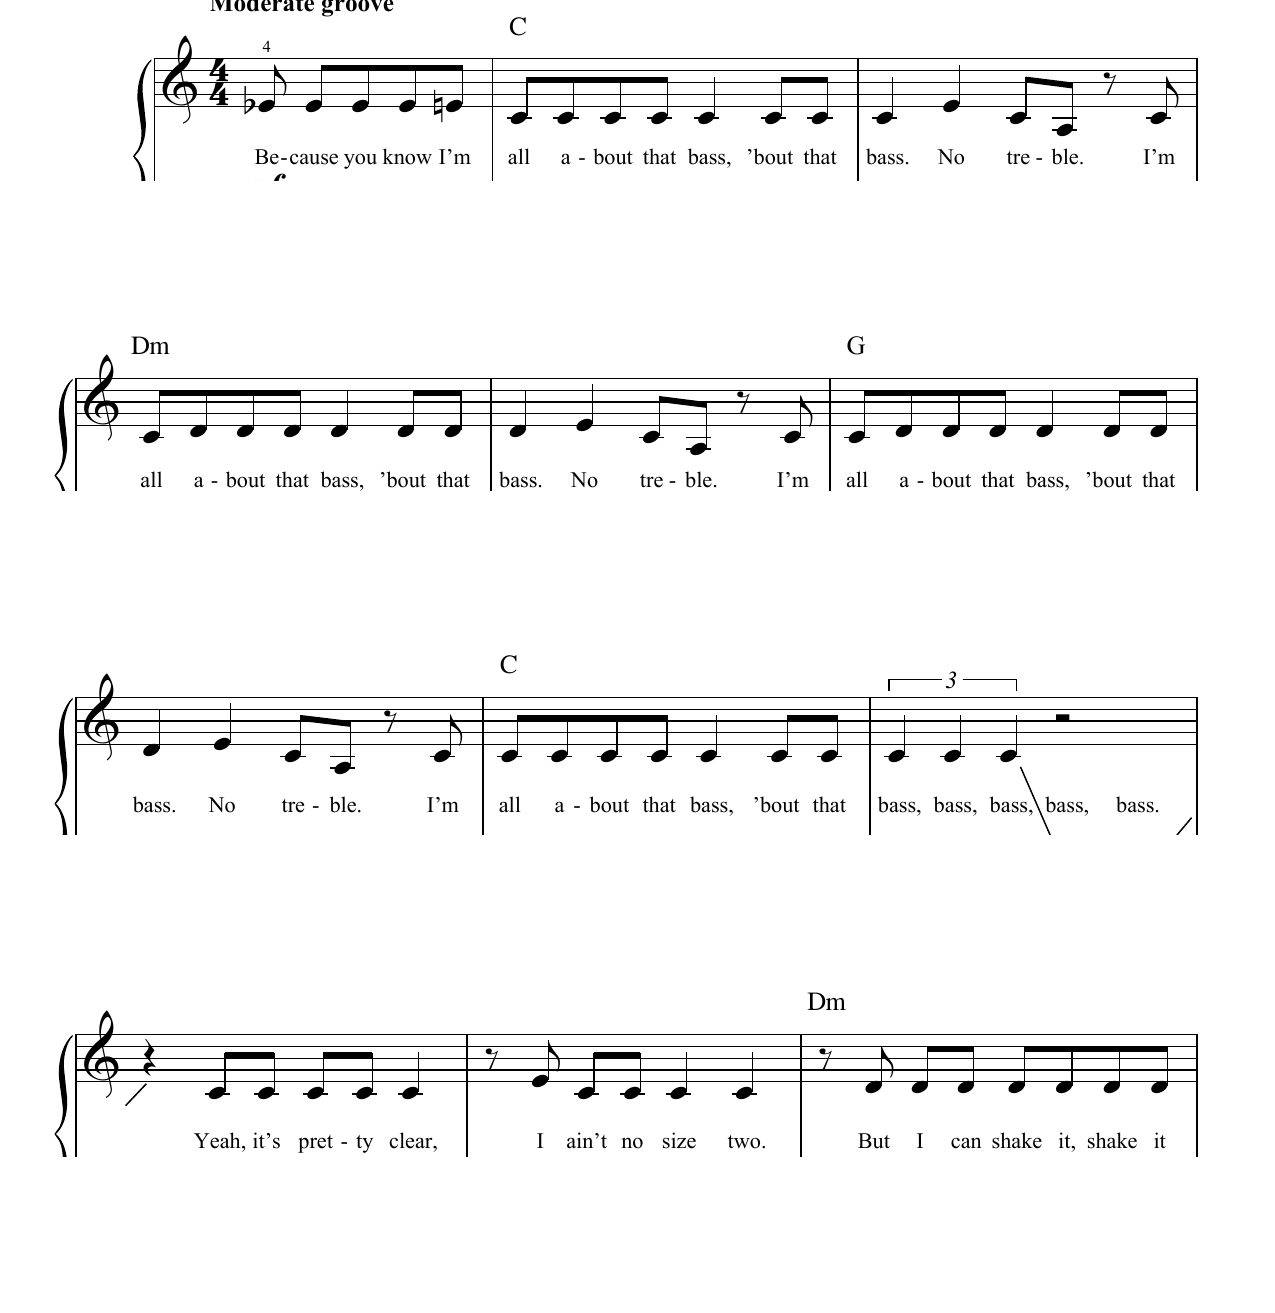 Moderate groove
C
4
4
4
Be-cause you know I'm all a - bout that bass, 'bout that bass. No tre - ble. I'm
Dm G
all a - bout that bass, 'bout that bass. No tre - ble. I'm all a - bout that bass, 'bout that
C
3
bass. No tre - ble. I'm all a - bout that bass, 'bout that bass, bass, bass, bass, bass.
Dm
Yeah, it's pret - ty clear, I ain't no size two. But I can shake it, shake it